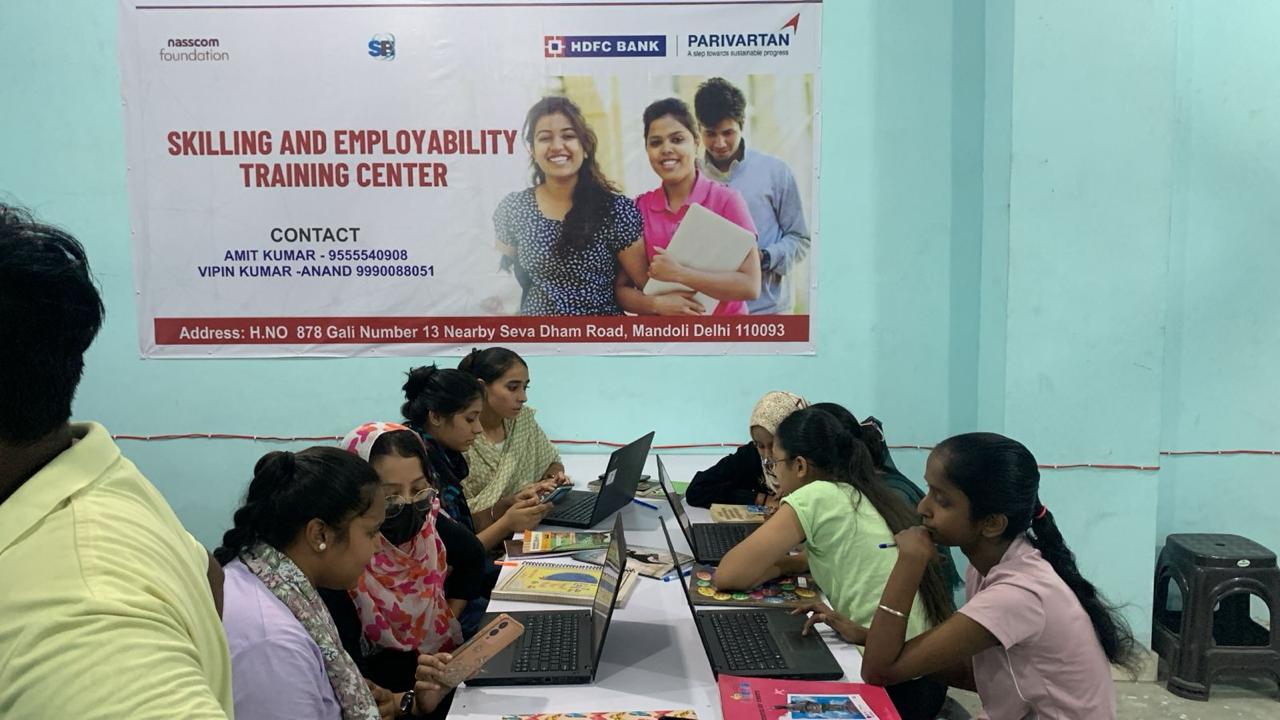 nasscom
foundation
HDFC BANK
PARIVARTAN
A step towards sustainable progress
SKILLING AND EMPLOYABILITY
TRAINING CENTER
CONTACT
AMIT KUMAR - 9555540908
VIPIN KUMAR -ANAND 9990088051
Address: H.NO 878 Gali Number 13 Nearby Seva Dham Road, Mandoli Delhi 110093